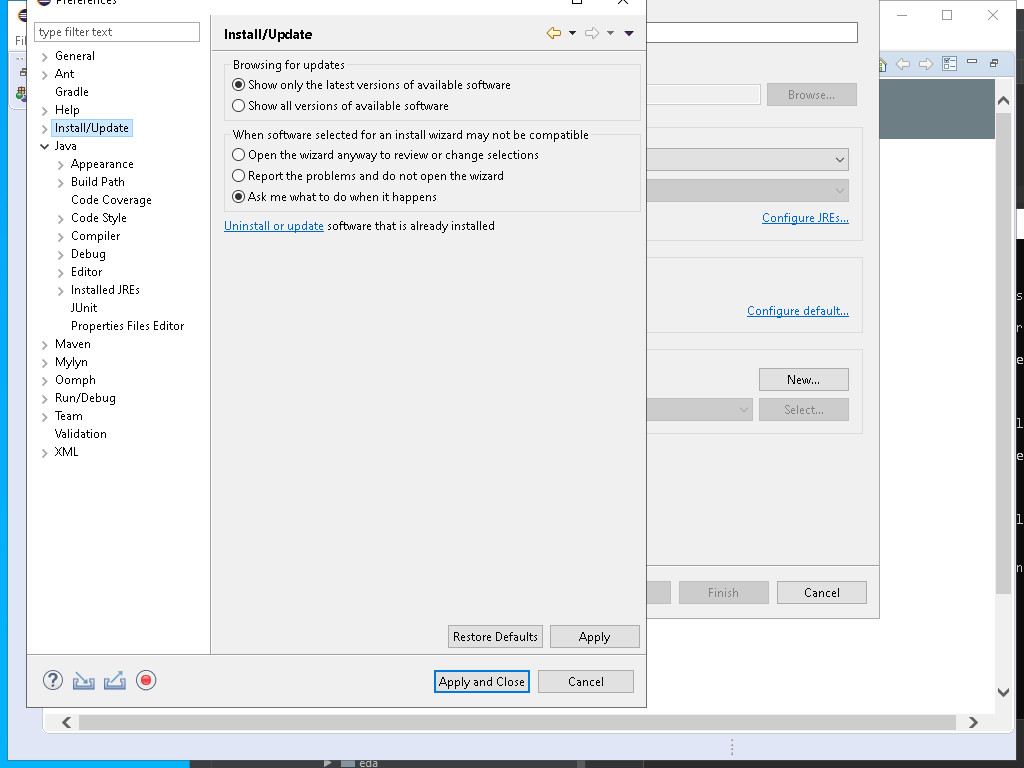 Preferences
type filter text
General
Ant
Gradle
Help
Install/Update
Java
Appearance
Build Path
Code Coverage
Code Style
Compiler
Debug
Editor
Installed JREs
JUnit
Properties Files Editor
Maven
Mylyn
Oomph
Run/Debug
Team
Validation
XML
Install/Update
Browsing for updates
Show only the latest versions of available software
Show all versions of available software
When software selected for an install wizard may not be compatible
Open the wizard anyway to review or change selections
Report the problems and do not open the wizard
Ask me what to do when it happens
Uninstall or update software that is already installed
Restore Defaults Apply
Apply and Close Cancel
Browse...
Configure JREs...
Configure default...
New...
Select...
Finish Cancel
eda